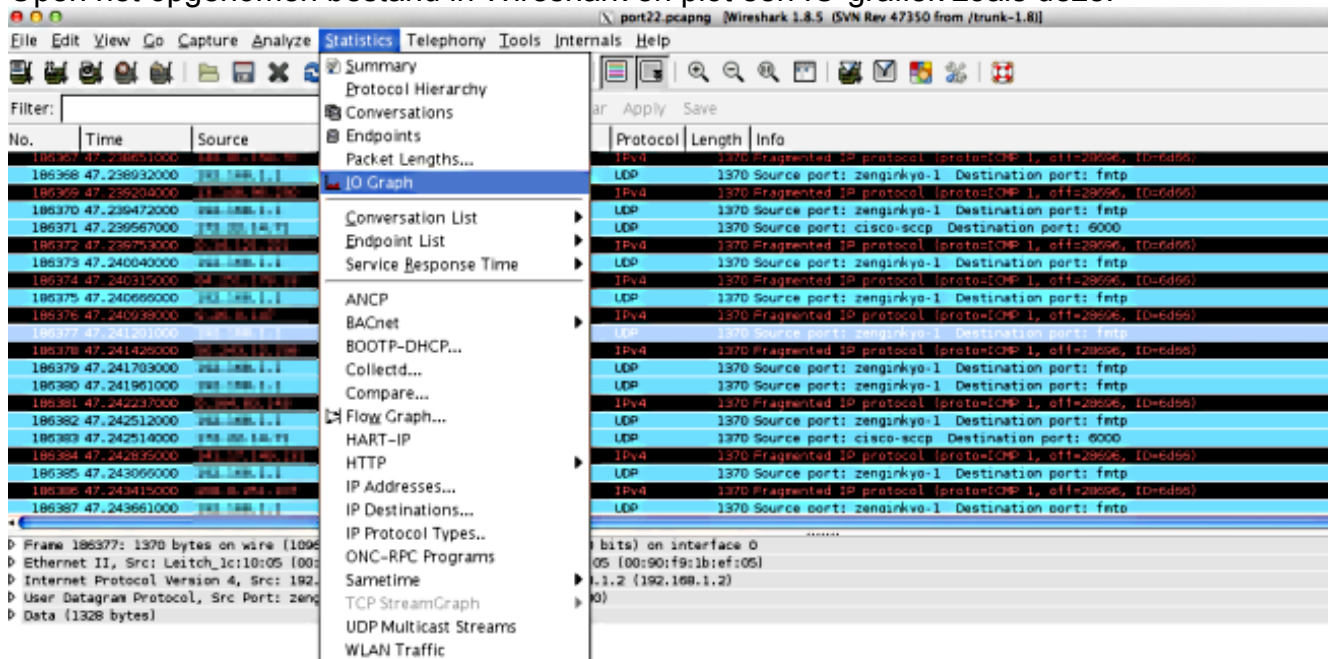 port22.pcapng [Wireshark 1.8.5 (SVN Rev 47350 from /trunk-1.8)]
File Edit View Go Capture Analyze Statistics Telephony Tools Internals Help
Filter:
Apply Save
No. Time Source Protocol Length Info
186367 47.238651000 IPv4 1370 Fragmented IP protocol (proto=ICMP 1, off=28696, ID=6d66)
186368 47.238932000 UDP 1370 Source port: zenginkyo-1 Destination port: fmtp
186369 47.239204000 IPv4 1370 Fragmented IP protocol (proto=ICMP 1, off=28696, ID=6d66)
186370 47.239472000 UDP 1370 Source port: zenginkyo-1 Destination port: fmtp
186371 47.239567000 UDP 1370 Source port: cisco-sccp Destination port: 6000
186372 47.239753000 IPv4 1370 Fragmented IP protocol (proto=ICMP 1, off=28696, ID=6d66)
186373 47.240040000 UDP 1370 Source port: zenginkyo-1 Destination port: fmtp
186374 47.240315000 IPv4 1370 Fragmented IP protocol (proto=ICMP 1, off=28696, ID=6d66)
186375 47.240666000 UDP 1370 Source port: zenginkyo-1 Destination port: fmtp
186376 47.240938000 IPv4 1370 Fragmented IP protocol (proto=ICMP 1, off=28696, ID=6d66)
186377 47.241201000 UDP 1370 Source port: zenginkyo-1 Destination port: fmtp
186378 47.241426000 IPv4 1370 Fragmented IP protocol (proto=ICMP 1, off=28696, ID=6d66)
186379 47.241703000 UDP 1370 Source port: zenginkyo-1 Destination port: fmtp
186380 47.241961000 UDP 1370 Source port: zenginkyo-1 Destination port: fmtp
186381 47.242237000 IPv4 1370 Fragmented IP protocol (proto=ICMP 1, off=28696, ID=6d66)
186382 47.242512000 UDP 1370 Source port: zenginkyo-1 Destination port: fmtp
186383 47.242514000 UDP 1370 Source port: cisco-sccp Destination port: 6000
186384 47.242835000 IPv4 1370 Fragmented IP protocol (proto=ICMP 1, off=28696, ID=6d66)
186385 47.243066000 UDP 1370 Source port: zenginkyo-1 Destination port: fmtp
186386 47.243415000 IPv4 1370 Fragmented IP protocol (proto=ICMP 1, off=28696, ID=6d66)
186387 47.243661000 UDP 1370 Source port: zenginkyo-1 Destination port: fmtp
Summary
Protocol Hierarchy
Conversations
Endpoints
Packet Lengths...
IO Graph
Conversation List
Endpoint List
Service Response Time
ANCP
BACnet
BOOTP-DHCP...
Collectd...
Compare...
Flow Graph...
HART-IP
HTTP
IP Addresses...
IP Destinations...
IP Protocol Types..
ONC-RPC Programs
Sametime
TCP StreamGraph
UDP Multicast Streams
WLAN Traffic
Frame 186377: 1370 bytes on wire (1096 bits) on interface 0
Ethernet II, Src: Leitch_1c:10:05 (00: 05 (00:90:f9:1b:ef:05)
Internet Protocol Version 4, Src: 192. .1.2 (192.168.1.2)
User Datagram Protocol, Src Port: zeng 0)
Data (1328 bytes)